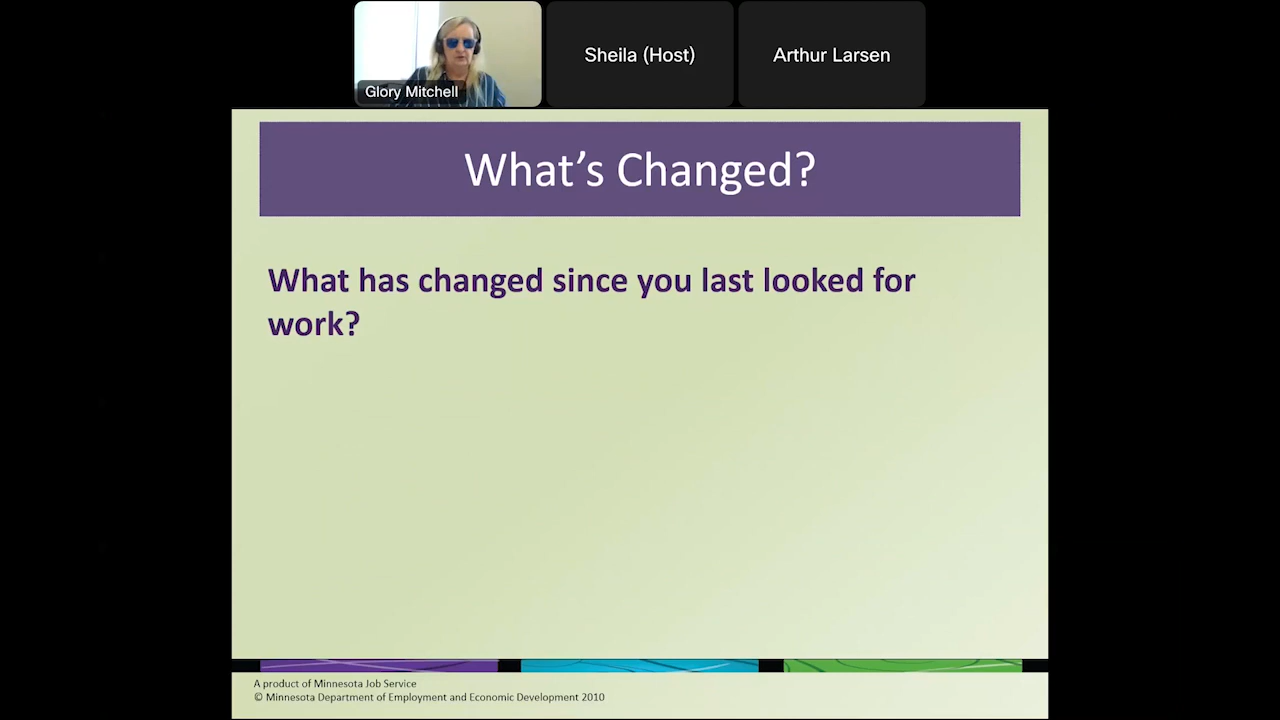 Glory Mitchell
Sheila (Host)
Arthur Larsen
What's Changed?
What has changed since you last looked for
work?
A product of Minnesota Job Service
© Minnesota Department of Employment and Economic Development 2010